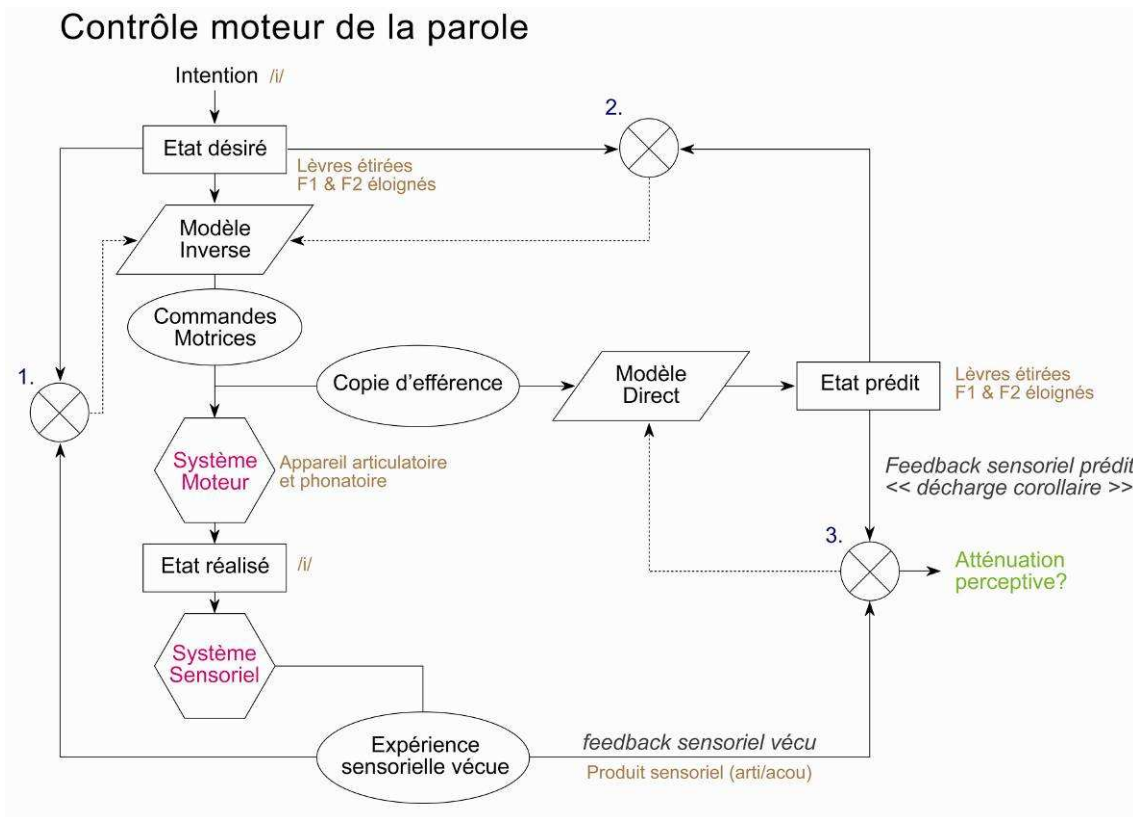 Contrôle moteur de la parole
Intention /i/
2.
Etat désiré
Lèvres étirées
F1 & F2 éloignés
Modèle
Inverse
Commandes
Motrices
1.
Copie d'efférence
Modèle
Direct
Etat prédit
Lèvres étirées
F1 & F2 éloignés
Système
Moteur
Appareil articulatoire
et phonatoire
Feedback sensoriel prédit
<< décharge corollaire >>
3.
Etat réalisé /i/
Atténuation
perceptive?
Système
Sensoriel
Expérience
sensorielle vécue
feedback sensoriel vécu
Produit sensoriel (arti/acou)